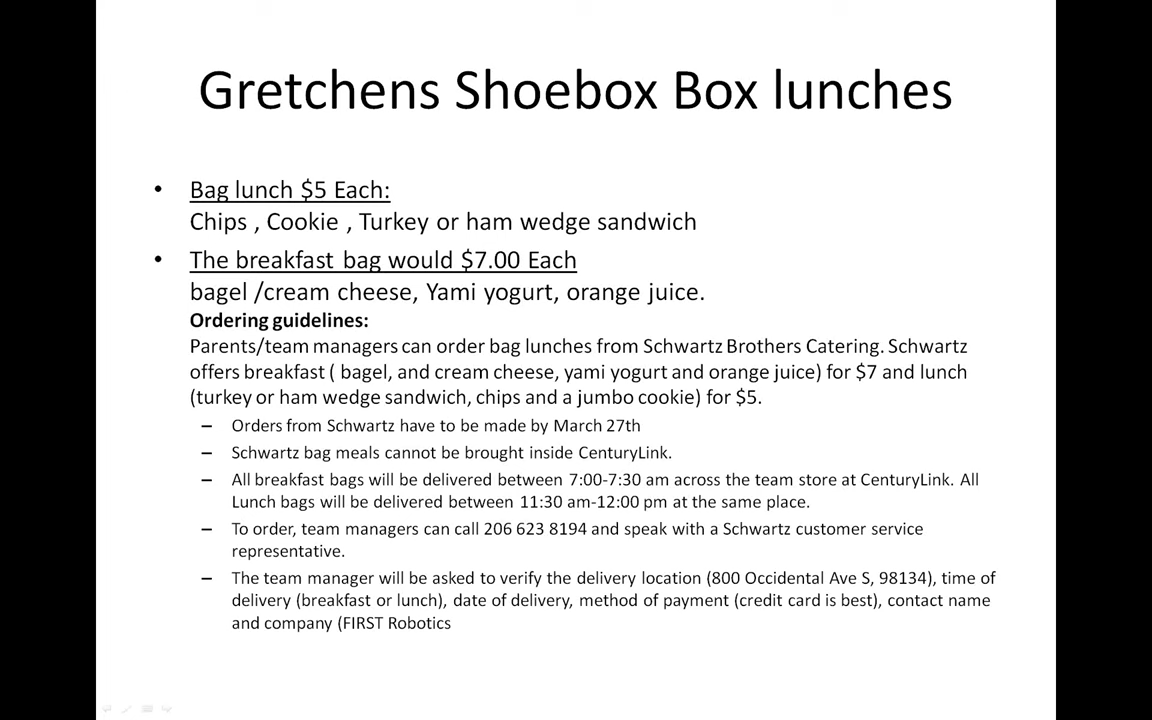 Gretchens Shoebox Box lunches
• Bag lunch $5 Each:
Chips , Cookie , Turkey or ham wedge sandwich
• The breakfast bag would $7.00 Each
bagel /cream cheese, Yami yogurt, orange juice.
Ordering guidelines:
Parents/team managers can order bag lunches from Schwartz Brothers Catering. Schwartz
offers breakfast ( bagel, and cream cheese, yami yogurt and orange juice) for $7 and lunch
(turkey or ham wedge sandwich, chips and a jumbo cookie) for $5.
– Orders from Schwartz have to be made by March 27th
– Schwartz bag meals cannot be brought inside CenturyLink.
– All breakfast bags will be delivered between 7:00-7:30 am across the team store at CenturyLink. All
Lunch bags will be delivered between 11:30 am-12:00 pm at the same place.
– To order, team managers can call 206 623 8194 and speak with a Schwartz customer service
representative.
– The team manager will be asked to verify the delivery location (800 Occidental Ave S, 98134), time of
delivery (breakfast or lunch), date of delivery, method of payment (credit card is best), contact name
and company (FIRST Robotics